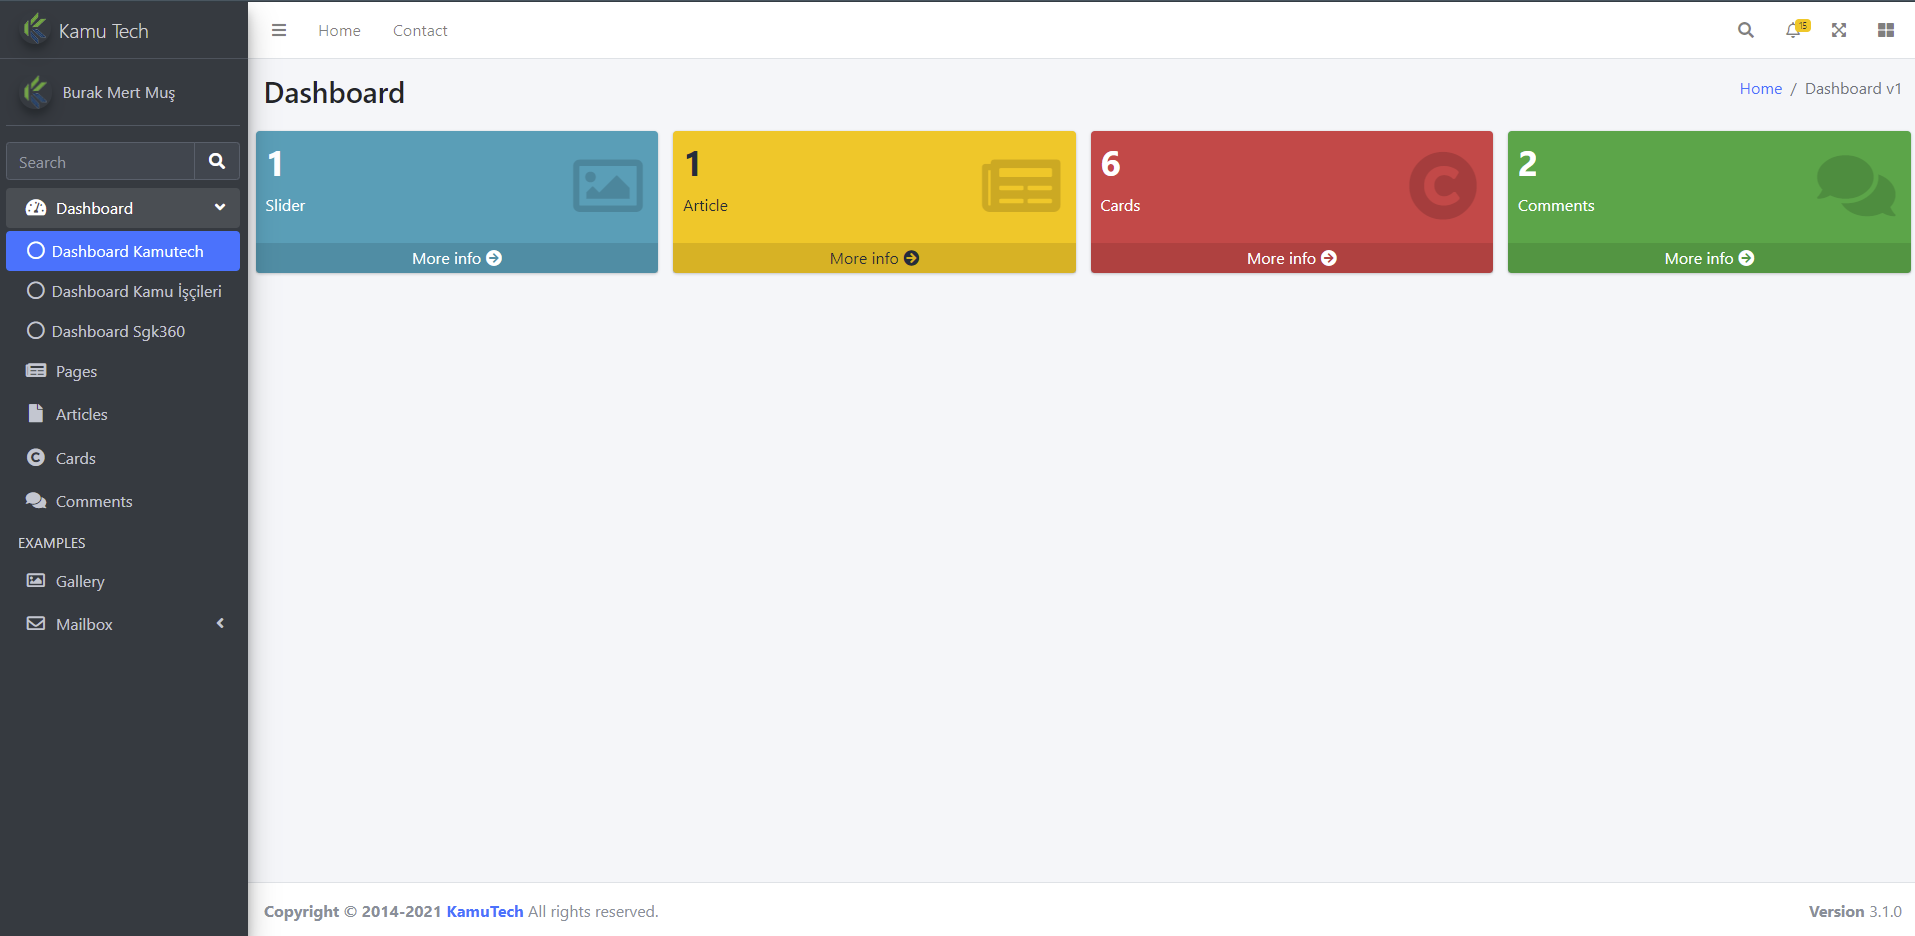 Kamu Tech
Home
Contact
15
Burak Mert Muş
Search
Dashboard
Dashboard Kamutech
Dashboard Kamu İşçileri
Dashboard Sgk360
Pages
Articles
Cards
Comments
EXAMPLES
Gallery
Mailbox
Dashboard
Home / Dashboard v1
1
Slider
More info
1
Article
More info
6
Cards
More info
2
Comments
More info
Copyright © 2014-2021 KamuTech All rights reserved.
Version 3.1.0